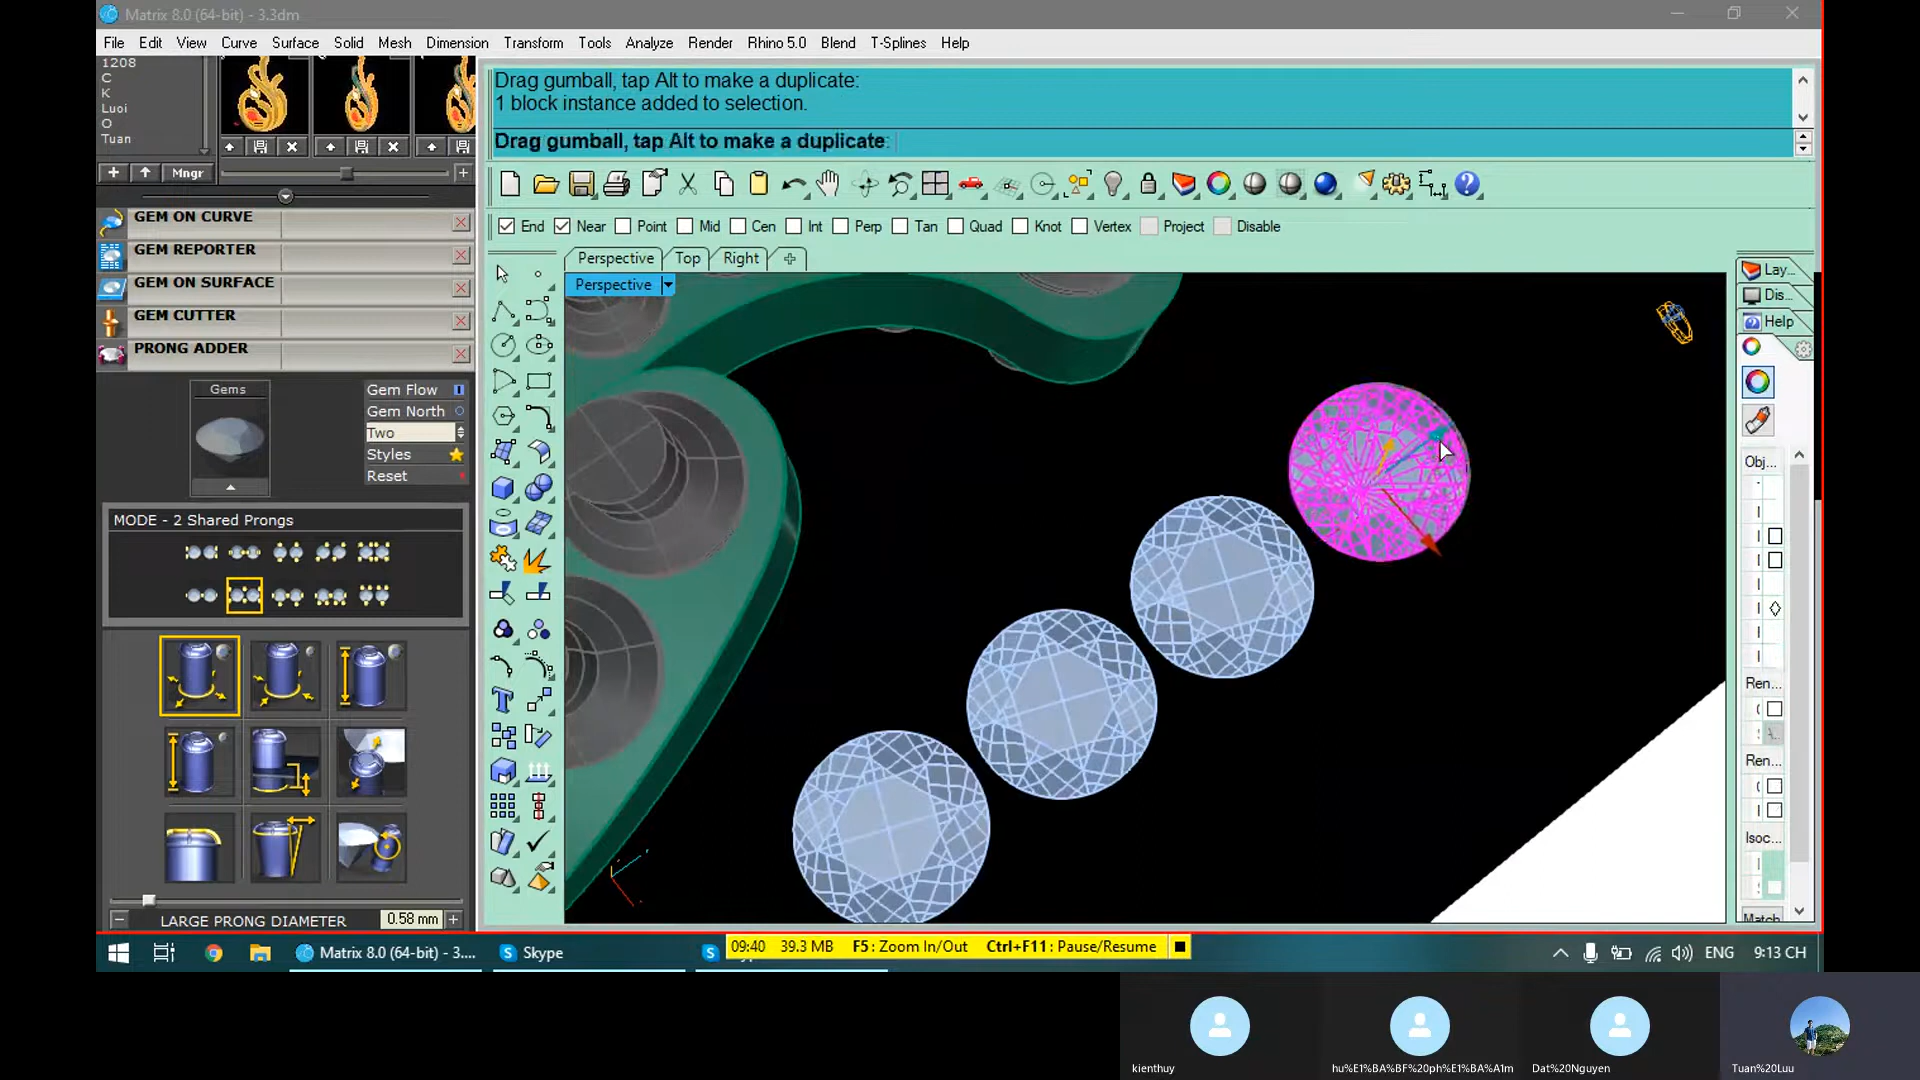 Matrix 8.0 (64-bit) - 3.3dm
File Edit View Curve Surface Solid Mesh Dimension Transform Tools Analyze Render Rhino 5.0 Blend T-Splines Help
1208
C
K
Luoi
O
Tuan
Mngr
Drag gumball, tap Alt to make a duplicate:
1 block instance added to selection.
Drag gumball, tap Alt to make a duplicate:
End Near Point Mid Cen Int Perp Tan Quad Knot Vertex Project Disable
Perspective Top Right
Perspective
GEM ON CURVE
GEM REPORTER
GEM ON SURFACE
GEM CUTTER
PRONG ADDER
Gems
Gem Flow
Gem North
Two
Styles
Reset
MODE - 2 Shared Prongs
LARGE PRONG DIAMETER 0.58 mm
Lay...
Dis...
Help
Obj...
Ren...
Ren...
Isoc...
Match
Matrix 8.0 (64-bit) - 3....
Skype
09:40 39.3 MB F5: Zoom In/Out Ctrl+F11: Pause/Resume
ENG
9:13 CH
kienthuy
hu%E1%BA%BF%20ph%E1%BA%A1m
Dat%20Nguyen
Tuan%20Luu